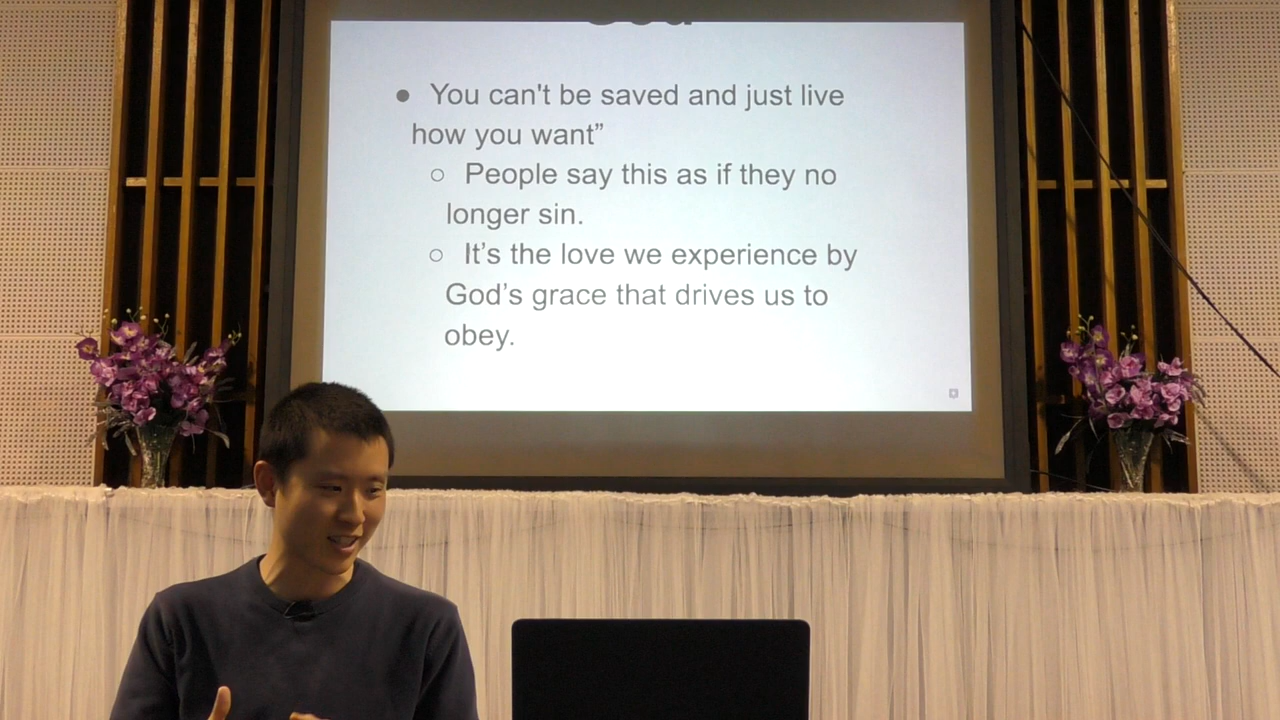 ● You can't be saved and just live
how you want”
○ People say this as if they no
longer sin.
○ It’s the love we experience by
God’s grace that drives us to
obey.